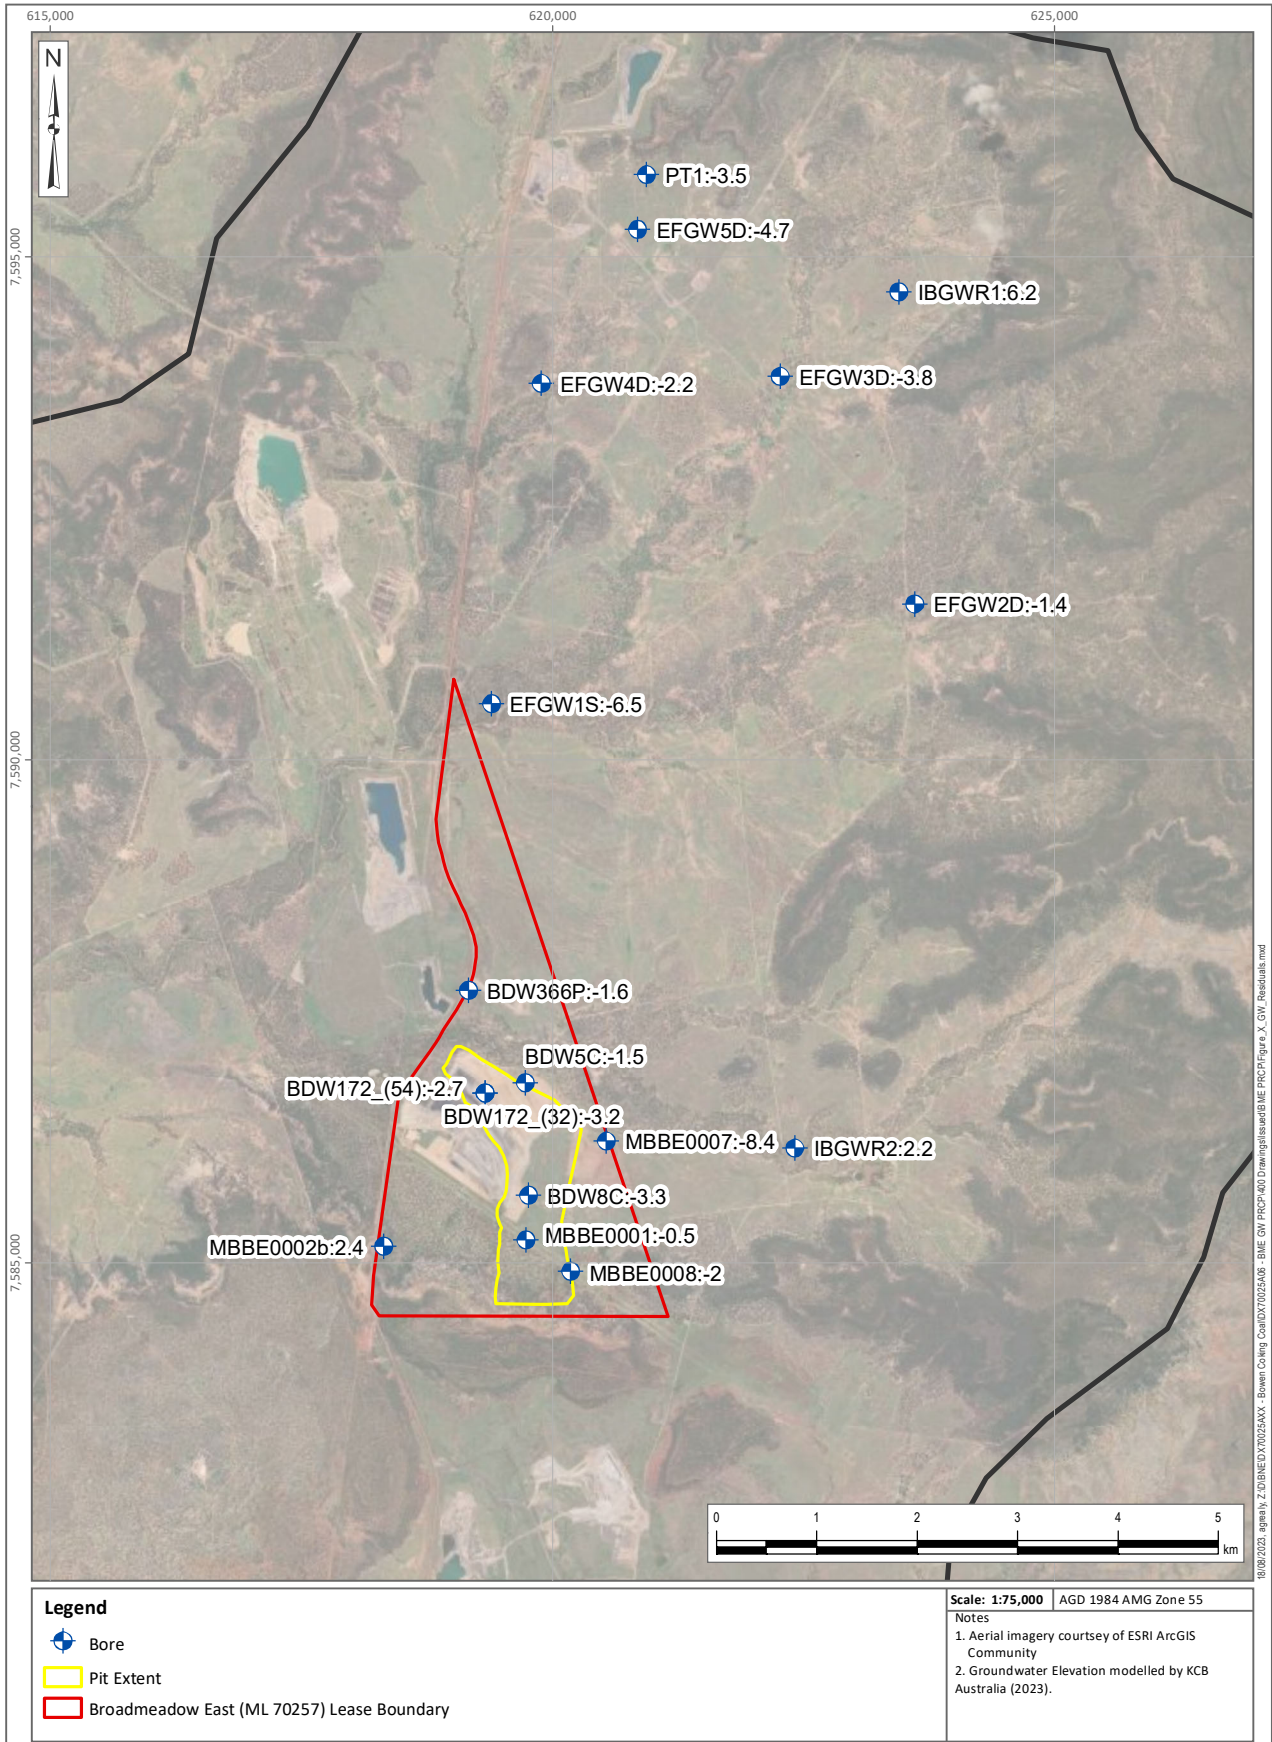 615,000
620,000
625,000
N
7,595,000
7,590,000
7,585,000
PT1:-3.5
EFGW5D:-4.7
IBGWR1:6.2
EFGW4D:-2.2
EFGW3D:-3.8
EFGW2D:-1.4
EFGW1S:-6.5
BDW366P:-1.6
BDW5C:-1.5
BDW172_(54):-2.7
BDW172_(32):-3.2
MBBE0007:-8.4
IBGWR2:2.2
BDW8C:-3.3
MBBE0001:-0.5
MBBE0002b:2.4
MBBE0008:-2
0 1 2 3 4 5
km
Legend
Bore
Pit Extent
Broadmeadow East (ML 70257) Lease Boundary
Scale: 1:75,000
AGD 1984 AMG Zone 55
Notes
1. Aerial imagery courtsey of ESRI ArcGIS
Community
2. Groundwater Elevation modelled by KCB
Australia (2023).